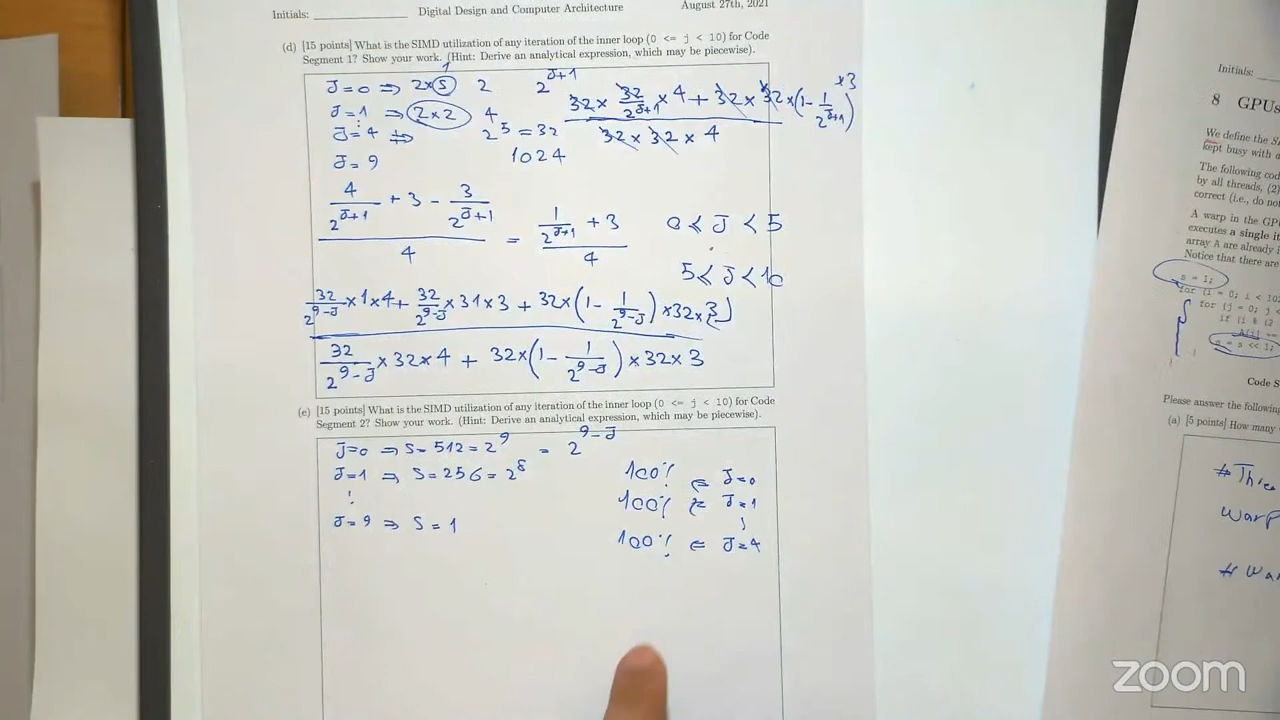 Initials: Digital Design and Computer Architecture August 27th, 2021
(d) [15 points] What is the SIMD utilization of any iteration of the inner loop (0 <= j < 10) for Code
Segment 1? Show your work. (Hint: Derive an analytical expression, which may be piecewise).
J=0 ⇒ 2×S 1 2 2^{J+1}
J=1 ⇒ 2×2 4
J=4 ⇒ 2^5 = 32
J=9 1024
(32 × 32/2^{J+1} × 4 + 32 × 32 × (1 - 1/2^{J+1}) ×3) / (32 × 32 × 4)
(4/2^{J+1} + 3 - 3/2^{J+1}) / 4 = (1/2^{J+1} + 3) / 4 0 ≤ J < 5
5 ≤ J < 10
(32/2^{9-J} ×1×4 + 32/2^{9-J} ×31×3 + 32×(1 - 1/2^{9-J}) ×32×3) / (32/2^{9-J} ×32×4 + 32×(1 - 1/2^{9-J}) ×32×3)
(e) [15 points] What is the SIMD utilization of any iteration of the inner loop (0 <= j < 10) for Code
Segment 2? Show your work. (Hint: Derive an analytical expression, which may be piecewise).
J=0 ⇒ S=512=2^9 = 2^{9-J}
J=1 ⇒ S=256=2^8
⋮
J=9 ⇒ S=1
100% ⇐ J=0
100% ⇐ J=1
100% ⇐ J=4
Initials:
8 GPUs
We define the
kept busy with
The following
by all threads, (2)
correct (i.e., do
A warp in the
executes a single
array A are already
Notice that there are
s = 1;
for (i = 0; i < 10;
for (j = 0; j <
if (i % (2
A[i] =
s = s << 1;
Code
Please answer the following
(a) [5 points] How many
warp
zoom